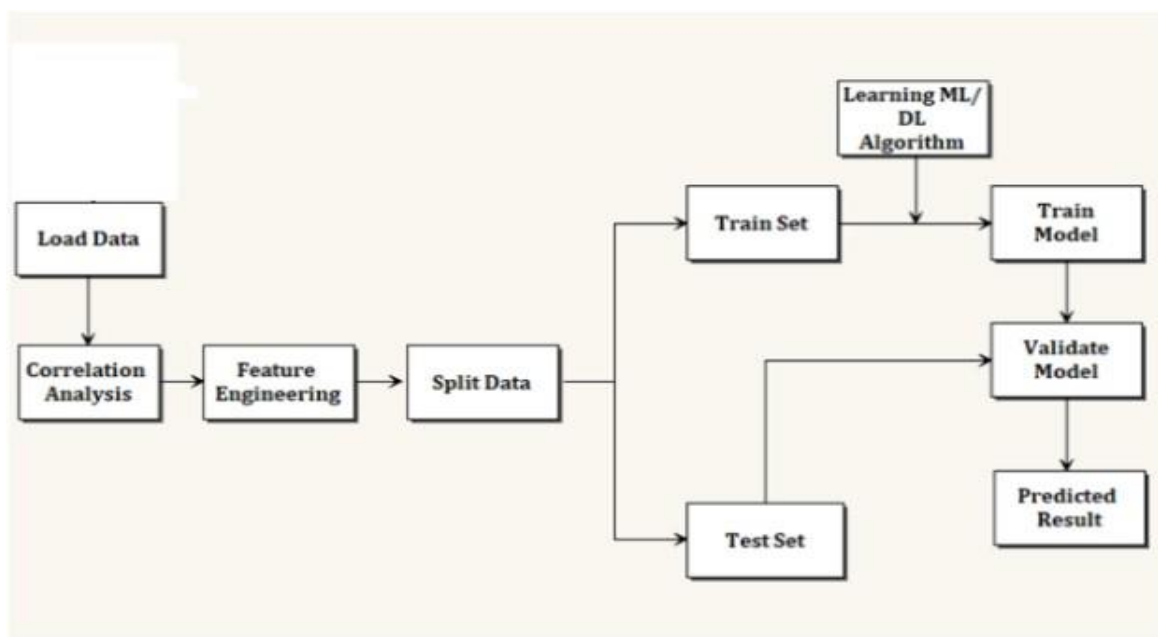 Learning ML/
DL
Algorithm
Load Data
Train Set
Train
Model
Correlation
Analysis
Feature
Engineering
Split Data
Validate
Model
Test Set
Predicted
Result